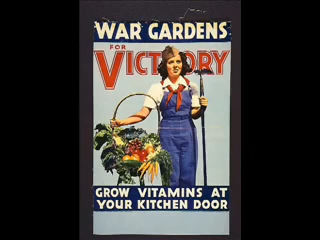 WAR GARDENS
FOR
VICTORY
GROW VITAMINS AT
YOUR KITCHEN DOOR